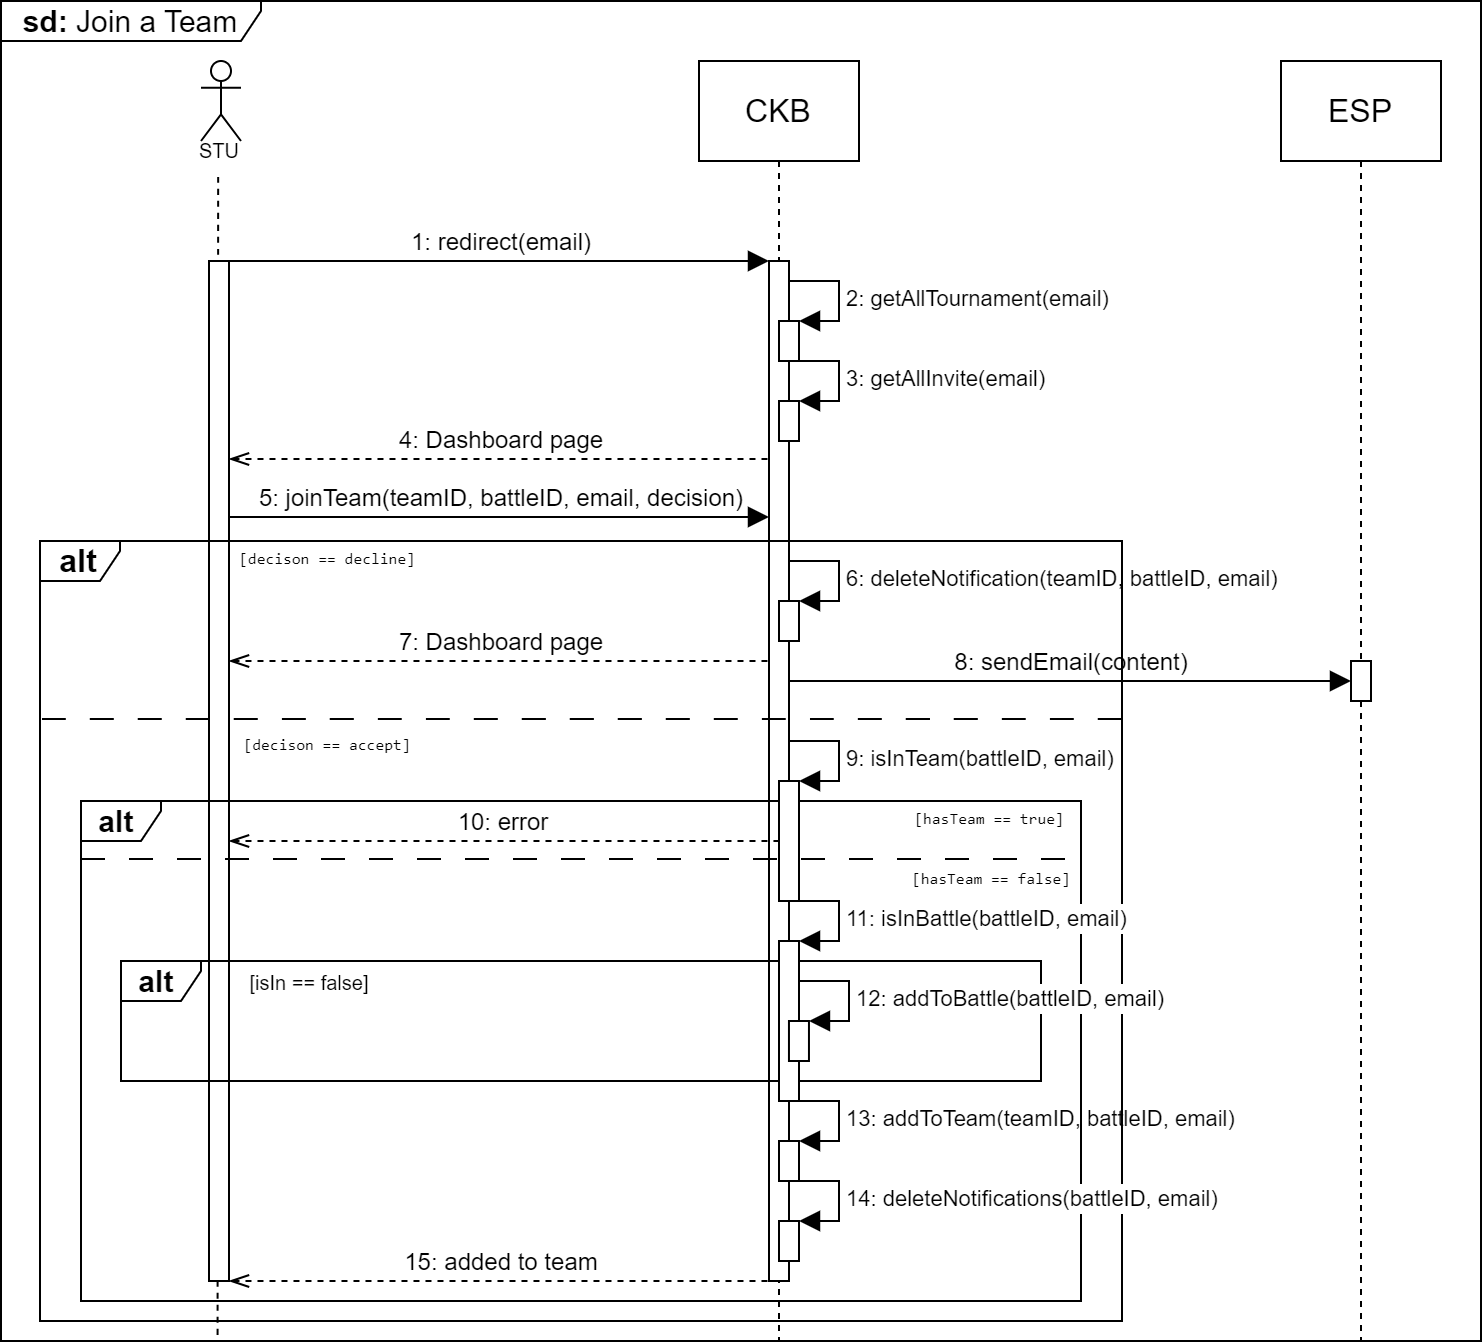 sd: Join a Team
STU
CKB
ESP
1: redirect(email)
2: getAllTournament(email)
3: getAllInvite(email)
4: Dashboard page
5: joinTeam(teamID, battleID, email, decision)
alt
[decison == decline]
6: deleteNotification(teamID, battleID, email)
7: Dashboard page
8: sendEmail(content)
[decison == accept]
9: isInTeam(battleID, email)
alt
10: error
[hasTeam == true]
[hasTeam == false]
11: isInBattle(battleID, email)
alt
[isIn == false]
12: addToBattle(battleID, email)
13: addToTeam(teamID, battleID, email)
14: deleteNotifications(battleID, email)
15: added to team